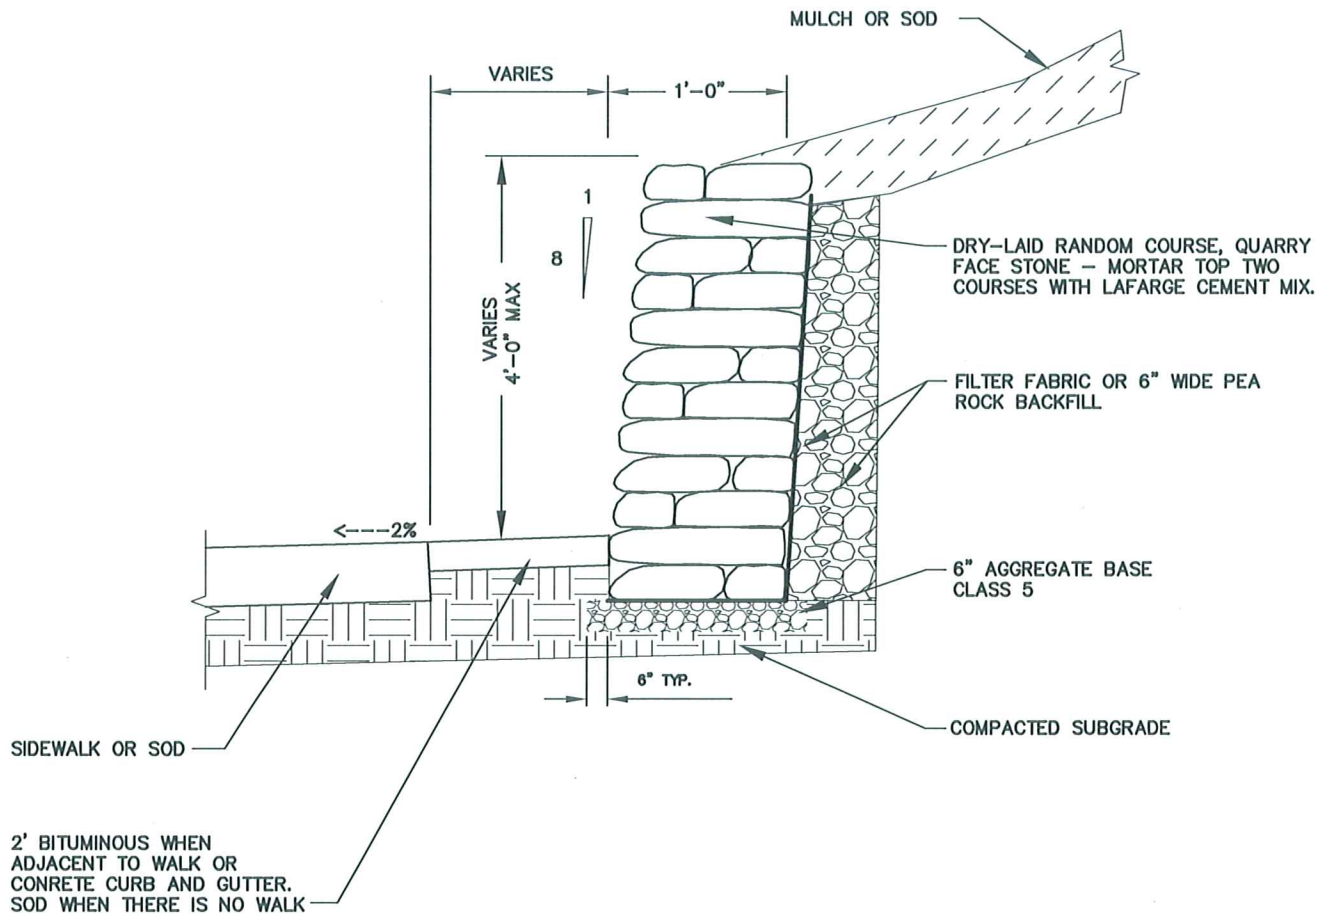 MULCH OR SOD
VARIES
1'-0"
1
8
VARIES
4'-0" MAX
DRY-LAID RANDOM COURSE, QUARRY
FACE STONE - MORTAR TOP TWO
COURSES WITH LAFARGE CEMENT MIX.
FILTER FABRIC OR 6" WIDE PEA
ROCK BACKFILL
<----2%
6" AGGREGATE BASE
CLASS 5
6" TYP.
COMPACTED SUBGRADE
SIDEWALK OR SOD
2' BITUMINOUS WHEN
ADJACENT TO WALK OR
CONRETE CURB AND GUTTER.
SOD WHEN THERE IS NO WALK